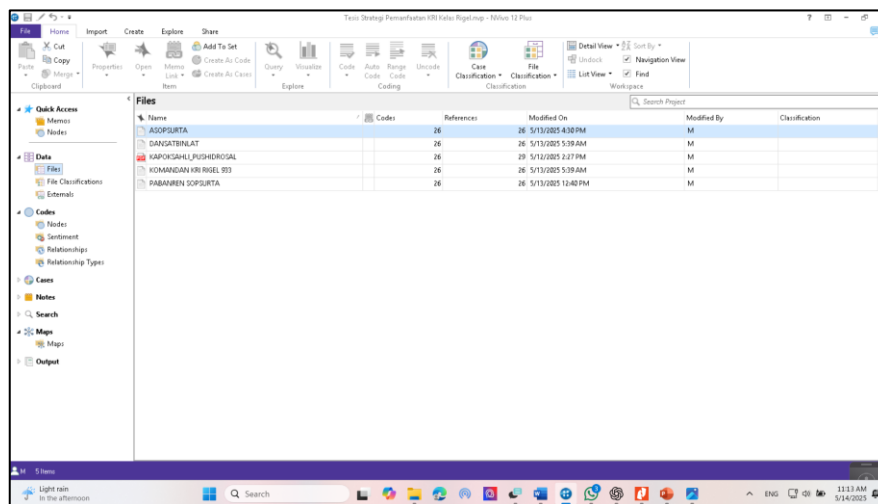 Tesis Strategi Pemanfaatan KRI Kelas Rigel.nvp - NVivo 12 Plus
File Home Import Create Explore Share
Paste Cut Copy Merge
Clipboard
Properties Open Memo Link Add To Set Create As Code Create As Cases
Item
Query Visualize
Explore
Code Auto Code Range Code Uncode
Coding
Case Classification File Classification
Classification
Detail View Sort By
Undock Navigation View
List View Find
Workspace
Quick Access
Memos
Nodes
Data
Files
File Classifications
Externals
Codes
Nodes
Sentiment
Relationships
Relationship Types
Cases
Notes
Search
Maps
Maps
Output
Files
Search Project
Name Codes References Modified On Modified By Classification
ASOPSURTA 26 26 5/13/2025 4:30 PM M
DANSATBINLAT 26 26 5/13/2025 5:39 AM M
KAPOKSAHLI_PUSHIDROSAL 26 29 5/12/2025 2:27 PM M
KOMANDAN KRI RIGEL 933 26 26 5/13/2025 5:39 AM M
PABANREN SOPSURTA 26 26 5/13/2025 12:40 PM M
M 5 Items
Light rain
In the afternoon
Search
ENG
11:13 AM
5/14/2025